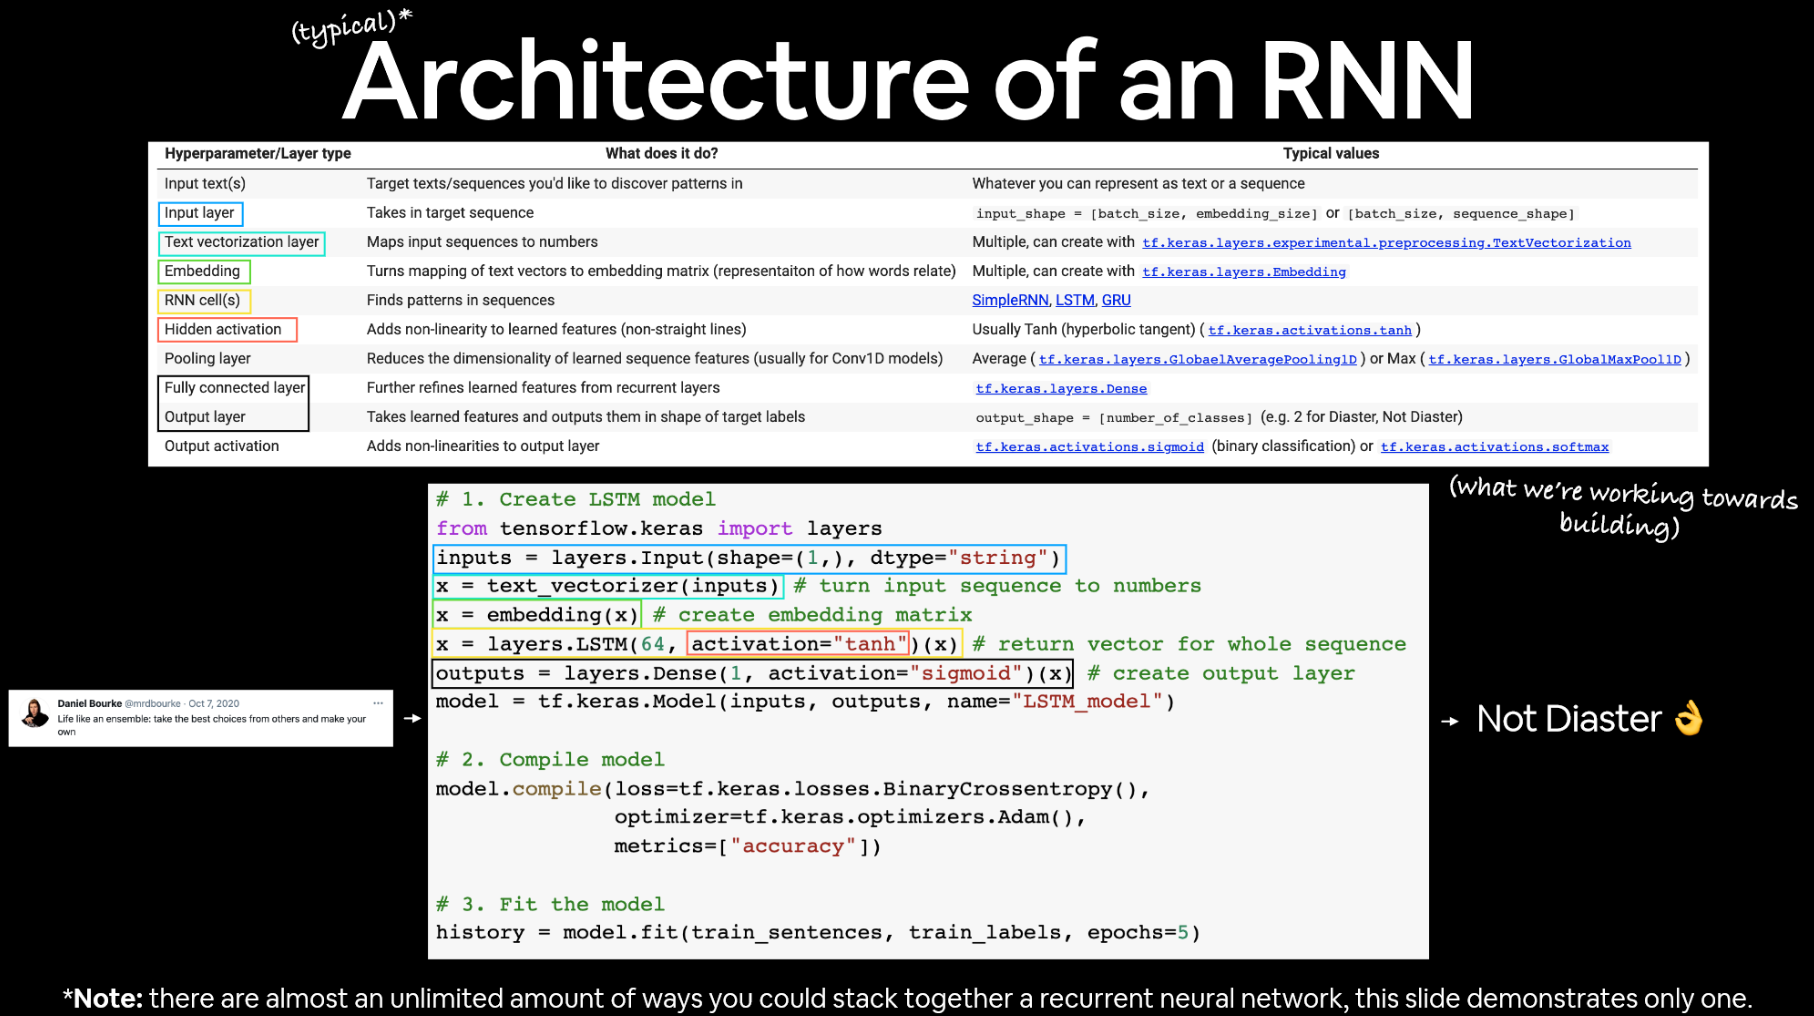 (typical)*
Architecture of an RNN
Hyperparameter/Layer type What does it do? Typical values
Input text(s) Target texts/sequences you'd like to discover patterns in Whatever you can represent as text or a sequence
Input layer Takes in target sequence input_shape = [batch_size, embedding_size] or [batch_size, sequence_shape]
Text vectorization layer Maps input sequences to numbers Multiple, can create with tf.keras.layers.experimental.preprocessing.TextVectorization
Embedding Turns mapping of text vectors to embedding matrix (representaiton of how words relate) Multiple, can create with tf.keras.layers.Embedding
RNN cell(s) Finds patterns in sequences SimpleRNN, LSTM, GRU
Hidden activation Adds non-linearity to learned features (non-straight lines) Usually Tanh (hyperbolic tangent) (tf.keras.activations.tanh)
Pooling layer Reduces the dimensionality of learned sequence features (usually for Conv1D models) Average (tf.keras.layers.GlobaelAveragePooling1D) or Max (tf.keras.layers.GlobalMaxPool1D)
Fully connected layer Further refines learned features from recurrent layers tf.keras.layers.Dense
Output layer Takes learned features and outputs them in shape of target labels output_shape = [number_of_classes] (e.g. 2 for Diaster, Not Diaster)
Output activation Adds non-linearities to output layer tf.keras.activations.sigmoid (binary classification) or tf.keras.activations.softmax
(what we're working towards
building)
# 1. Create LSTM model
from tensorflow.keras import layers
inputs = layers.Input(shape=(1,), dtype="string")
x = text_vectorizer(inputs) # turn input sequence to numbers
x = embedding(x) # create embedding matrix
x = layers.LSTM(64, activation="tanh")(x) # return vector for whole sequence
outputs = layers.Dense(1, activation="sigmoid")(x) # create output layer
model = tf.keras.Model(inputs, outputs, name="LSTM_model")
# 2. Compile model
model.compile(loss=tf.keras.losses.BinaryCrossentropy(),
optimizer=tf.keras.optimizers.Adam(),
metrics=["accuracy"])
# 3. Fit the model
history = model.fit(train_sentences, train_labels, epochs=5)
Daniel Bourke @mrdbourke · Oct 7, 2020
Life like an ensemble: take the best choices from others and make your
own
Not Diaster 👌
*Note: there are almost an unlimited amount of ways you could stack together a recurrent neural network, this slide demonstrates only one.